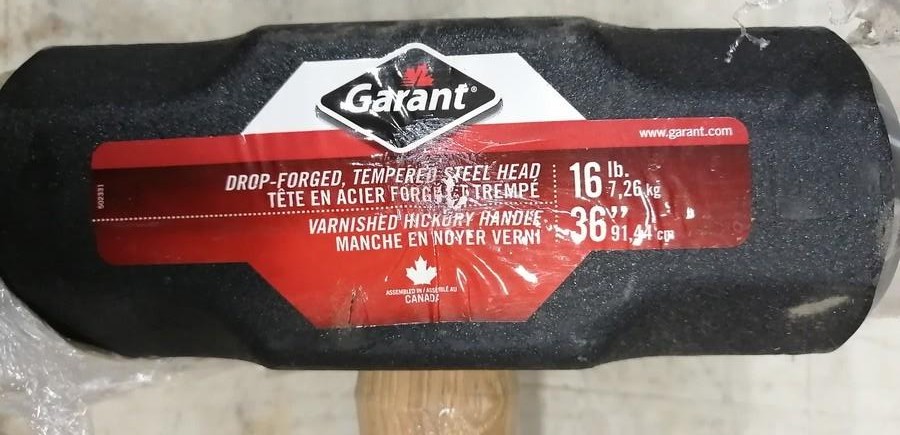 Garant®
www.garant.com
DROP-FORGED, TEMPERED STEEL HEAD
TÊTE EN ACIER FORGÉ ET TREMPÉ
16 lb.
7,26 kg
VARNISHED HICKORY HANDLE
MANCHE EN NOYER VERNI
36”
91,44 cm
ASSEMBLED IN / ASSEMBLÉ AU
CANADA
502331